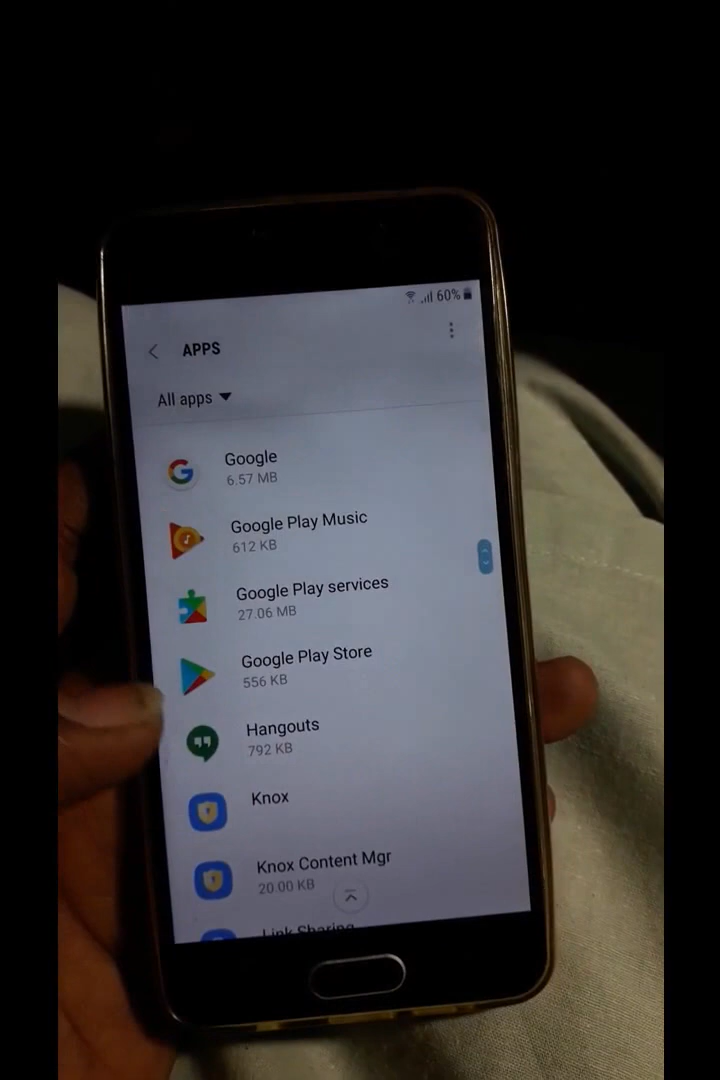 60%
APPS
All apps
Google
6.57 MB
Google Play Music
612 KB
Google Play services
27.06 MB
Google Play Store
556 KB
Hangouts
792 KB
Knox
Knox Content Mgr
20.00 KB
Link Sharing